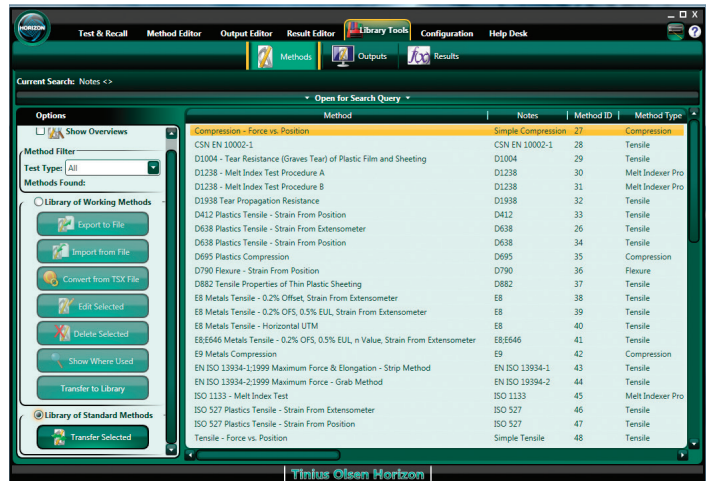 HORIZON
Test & Recall Method Editor Output Editor Result Editor Library Tools Configuration Help Desk
Methods Outputs f(x) Results
Current Search: Notes <>
Open for Search Query
Options
Show Overviews
Method Filter
Test Type: All
Methods Found:
Library of Working Methods
Export to File
Import from File
Convert from TSX File
Edit Selected
Delete Selected
Show Where Used
Transfer to Library
Library of Standard Methods
Transfer Selected
Method Notes Method ID Method Type
Compression - Force vs. Position Simple Compression 27 Compression
CSN EN 10002-1 CSN EN 10002-1 28 Tensile
D1004 - Tear Resistance (Graves Tear) of Plastic Film and Sheeting D1004 29 Tensile
D1238 - Melt Index Test Procedure A D1238 30 Melt Indexer Pro
D1238 - Melt Index Test Procedure B D1238 31 Melt Indexer Pro
D1938 Tear Propagation Resistance D1938 32 Tensile
D412 Plastics Tensile - Strain From Position D412 33 Tensile
D638 Plastics Tensile - Strain From Extensometer D638 26 Tensile
D638 Plastics Tensile - Strain From Position D638 34 Tensile
D695 Plastics Compression D695 35 Compression
D790 Flexure - Strain From Position D790 36 Flexure
D882 Tensile Properties of Thin Plastic Sheeting D882 37 Tensile
E8 Metals Tensile - 0.2% Offset, Strain From Extensometer E8 38 Tensile
E8 Metals Tensile - 0.2% OFS, 0.5% EUL, Strain From Extensometer E8 39 Tensile
E8 Metals Tensile - Horizontal UTM E8 40 Tensile
E8;E646 Metals Tensile - 0.2% OFS, 0.5% EUL, n Value, Strain From Extensometer E8;E646 41 Tensile
E9 Metals Compression E9 42 Compression
EN ISO 13934-1;1999 Maximum Force & Elongation - Strip Method EN ISO 13934-1 43 Tensile
EN ISO 13934-2;1999 Maximum Force - Grab Method EN ISO 19394-2 44 Tensile
ISO 1133 - Melt Index Test ISO 1133 45 Melt Indexer Pro
ISO 527 Plastics Tensile - Strain From Extensometer ISO 527 46 Tensile
ISO 527 Plastics Tensile - Strain From Position ISO 527 47 Tensile
Tensile - Force vs. Position Simple Tensile 48 Tensile
Tinius Olsen Horizon